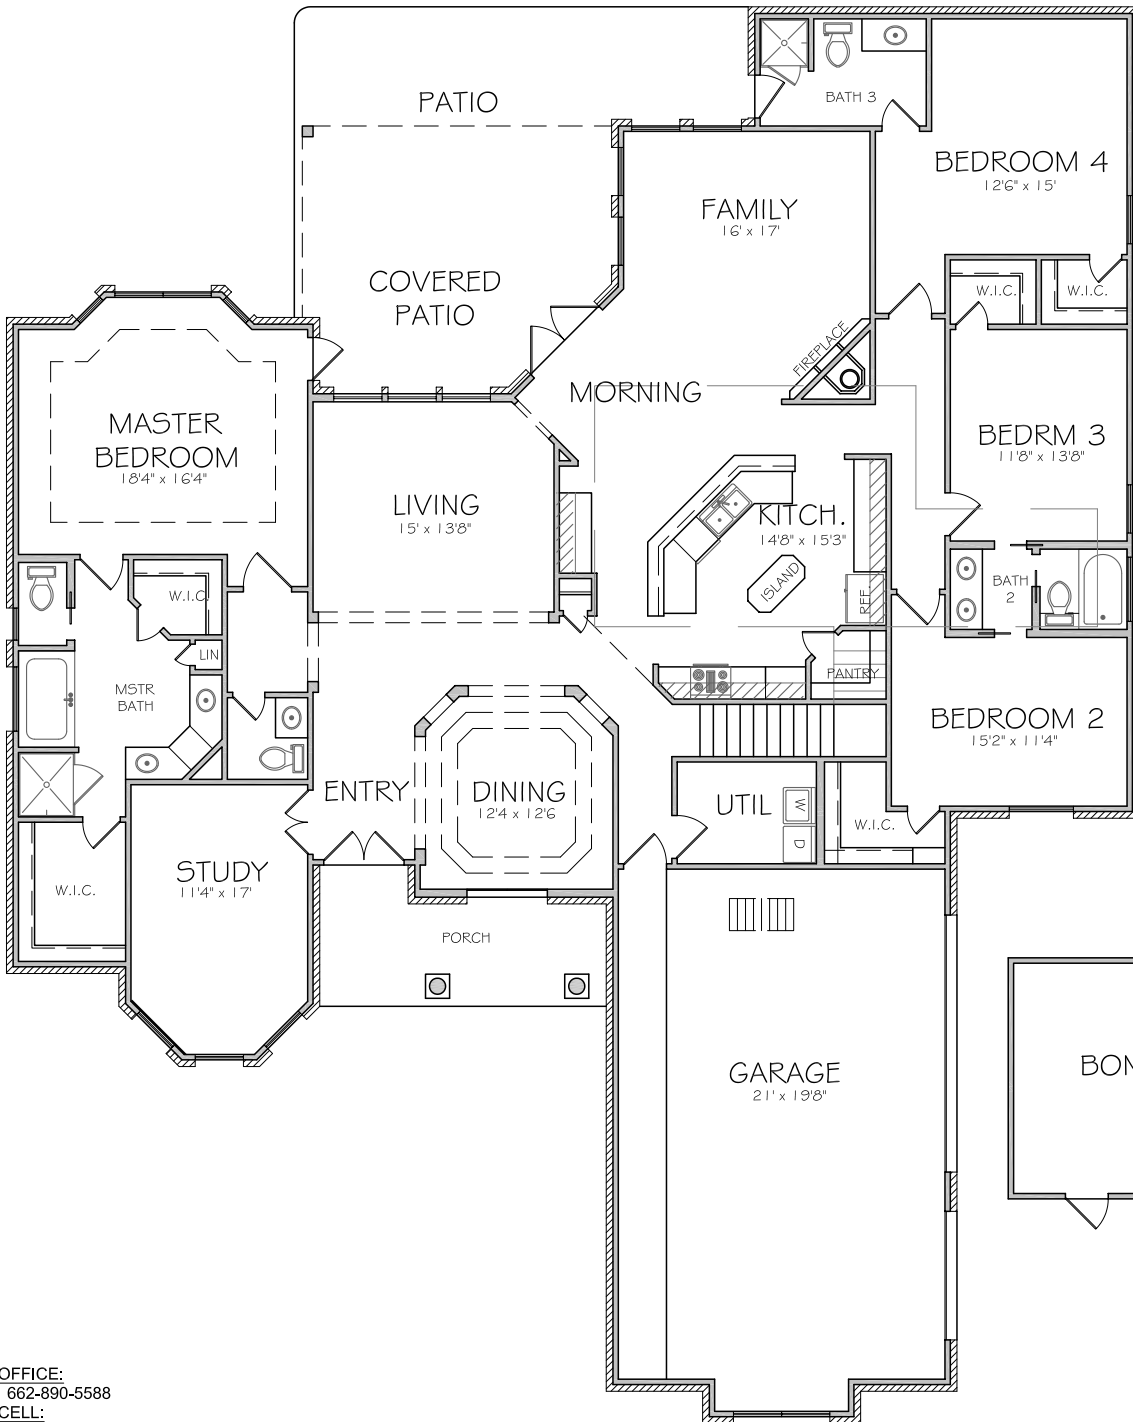 PATIO
BATH 3
BEDROOM 4
12'6" x 15'
FAMILY
16' x 17'
COVERED
PATIO
W.I.C.
W.I.C.
FIREPLACE
MORNING
MASTER
BEDROOM
18'4" x 16'4"
BEDRM 3
11'8" x 13'8"
LIVING
15' x 13'8"
KITCH.
14'8" x 15'3"
ISLAND
REF.
BATH
2
W.I.C.
LIN
MSTR
BATH
PANTRY
BEDROOM 2
15'2" x 11'4"
ENTRY
DINING
12'4 x 12'6
UTIL
W
D
W.I.C.
STUDY
11'4" x 17'
W.I.C.
PORCH
GARAGE
21' x 19'8"
BON
OFFICE:
662-890-5588
CELL: